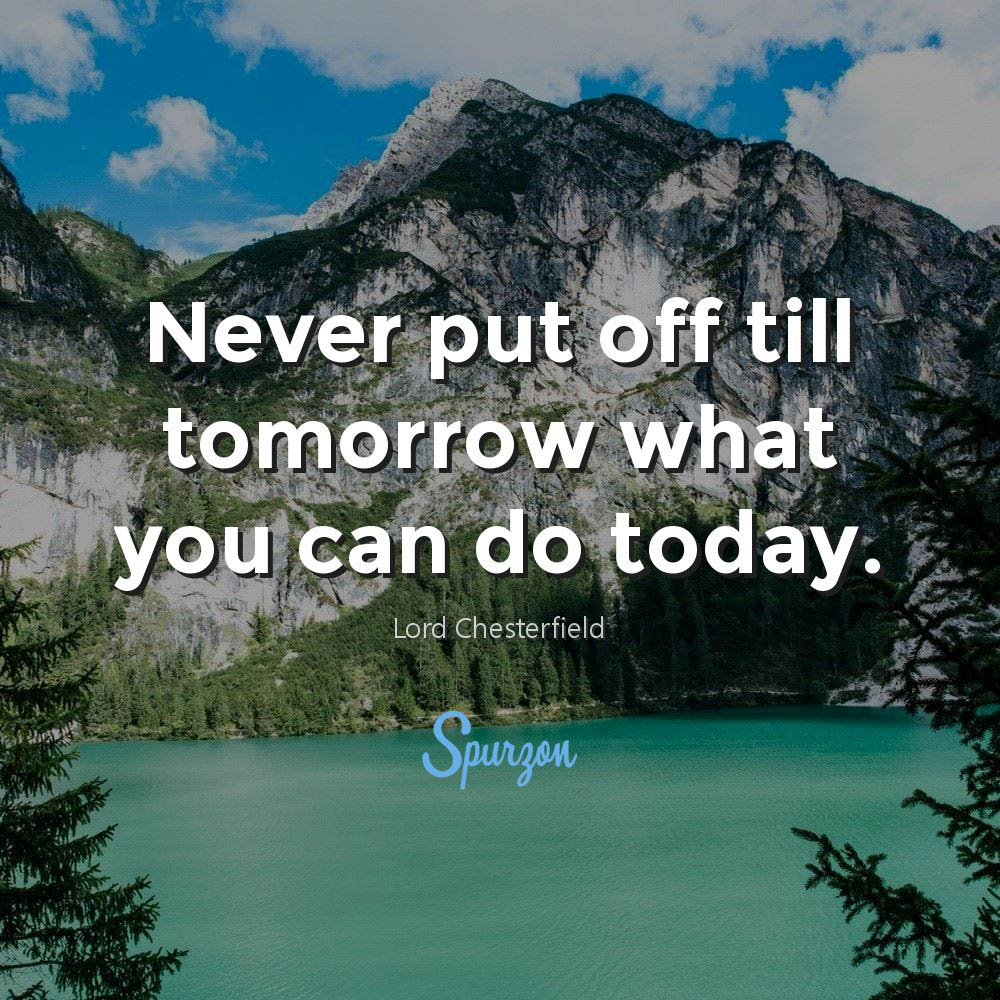 Never put off till
tomorrow what
you can do today.
Lord Chesterfield
Spurzon